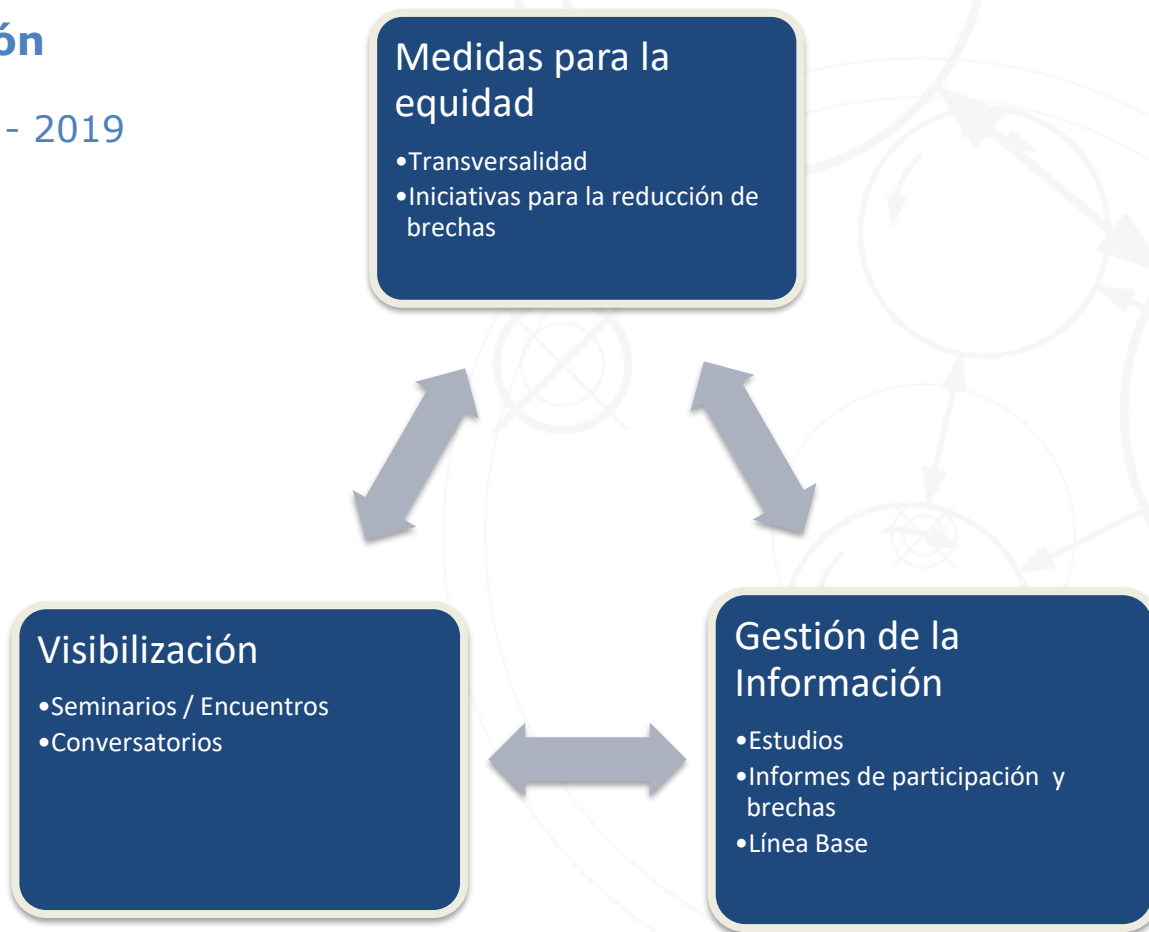 ón
- 2019
Medidas para la
equidad
•Transversalidad
•Iniciativas para la reducción de
brechas
Visibilización
•Seminarios / Encuentros
•Conversatorios
Gestión de la
Información
•Estudios
•Informes de participación y
brechas
•Línea Base